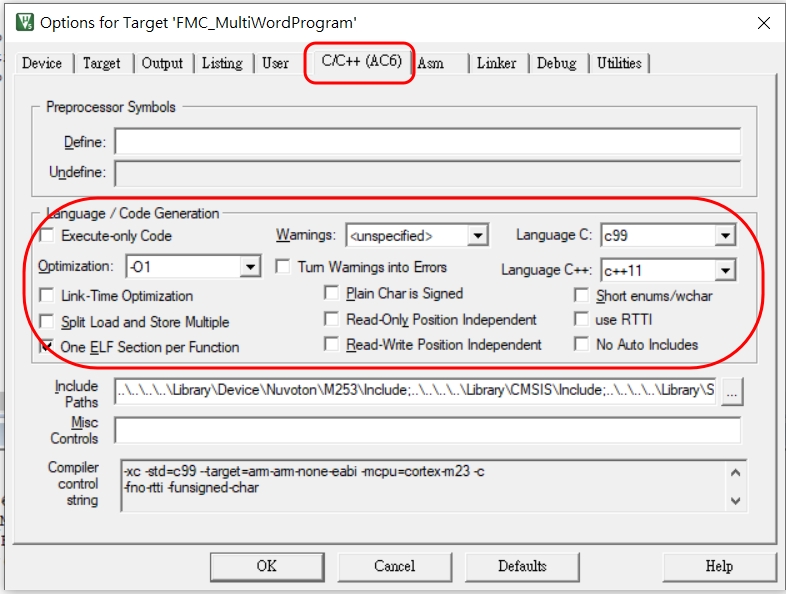 Options for Target 'FMC_MultiWordProgram'
Device Target Output Listing User C/C++ (AC6) Asm Linker Debug Utilities
Preprocessor Symbols
Define:
Undefine:
Language / Code Generation
Execute-only Code Warnings: <unspecified> Language C: c99
Optimization: -O1 Turn Warnings into Errors Language C++: c++11
Link-Time Optimization Plain Char is Signed Short enums/wchar
Split Load and Store Multiple Read-Only Position Independent use RTTI
One ELF Section per Function Read-Write Position Independent No Auto Includes
Include Paths ..\..\..\..\Library\Device\Nuvoton\M253\Include;..\..\..\..\Library\CMSIS\Include;..\..\..\..\Library\S ...
Misc Controls
Compiler control string
-xc -std=c99 --target=arm-arm-none-eabi -mcpu=cortex-m23 -c
-fno-rtti -funsigned-char
OK Cancel Defaults Help